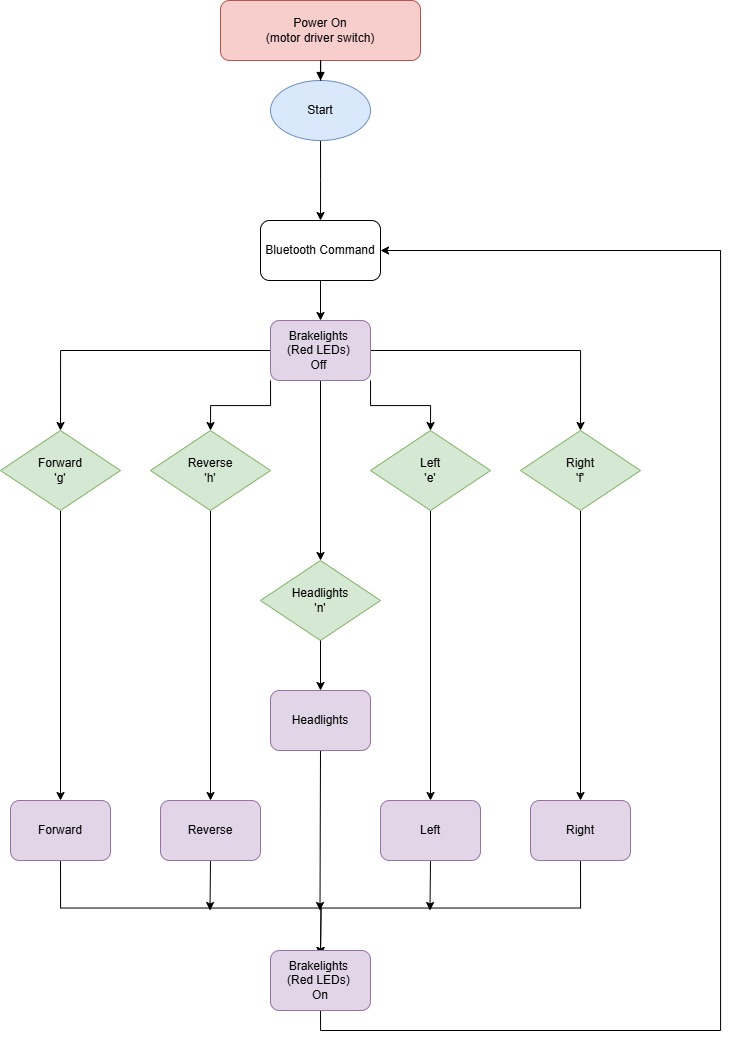 Power On
(motor driver switch)
Start
Bluetooth Command
Brakelights
(Red LEDs)
Off
Forward
'g'
Reverse
'h'
Left
'e'
Right
'f'
Headlights
'n'
Headlights
Forward
Reverse
Left
Right
Brakelights
(Red LEDs)
On